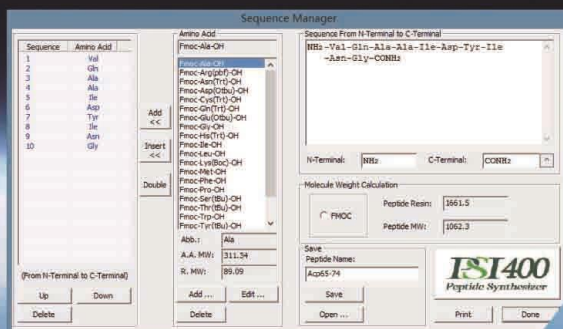 Sequence Manager
Sequence Amino Acid
1 Val
2 Gln
3 Ala
4 Ala
5 Ile
6 Asp
7 Tyr
8 Ile
9 Asn
10 Gly
(From N-Terminal to C-Terminal)
Up Down
Delete
Add
<<
Insert
<<
Double
Amino Acid
Fmoc-Ala-OH
Fmoc-Ala-OH
Fmoc-Arg(pbf)-OH
Fmoc-Asn(Trt)-OH
Fmoc-Asp(Otbu)-OH
Fmoc-Cys(Trt)-OH
Fmoc-Gln(Trt)-OH
Fmoc-Glu(Otbu)-OH
Fmoc-Gly-OH
Fmoc-His(Trt)-OH
Fmoc-Ile-OH
Fmoc-Leu-OH
Fmoc-Lys(Boc)-OH
Fmoc-Met-OH
Fmoc-Phe-OH
Fmoc-Pro-OH
Fmoc-Ser(tBu)-OH
Fmoc-Thr(tBu)-OH
Fmoc-Trp-OH
Fmoc-Tyr(tBu)-OH
Abb.: Ala
A.A. MW: 311.34
R. MW: 89.09
Add ... Edit ...
Delete
Sequence From N-Terminal to C-Terminal
NH2-Val-Gln-Ala-Ala-Ile-Asp-Tyr-Ile
-Asn-Gly-CONH2
N-Terminal: NH2 C-Terminal: CONH2
Molecule Weight Calculation
FMOC
Peptide Resin: 1661.5
Peptide MW: 1062.3
Save
Peptide Name:
Acp65-74
Save
Open ...
PSI400
Peptide Synthesizer
Print Done